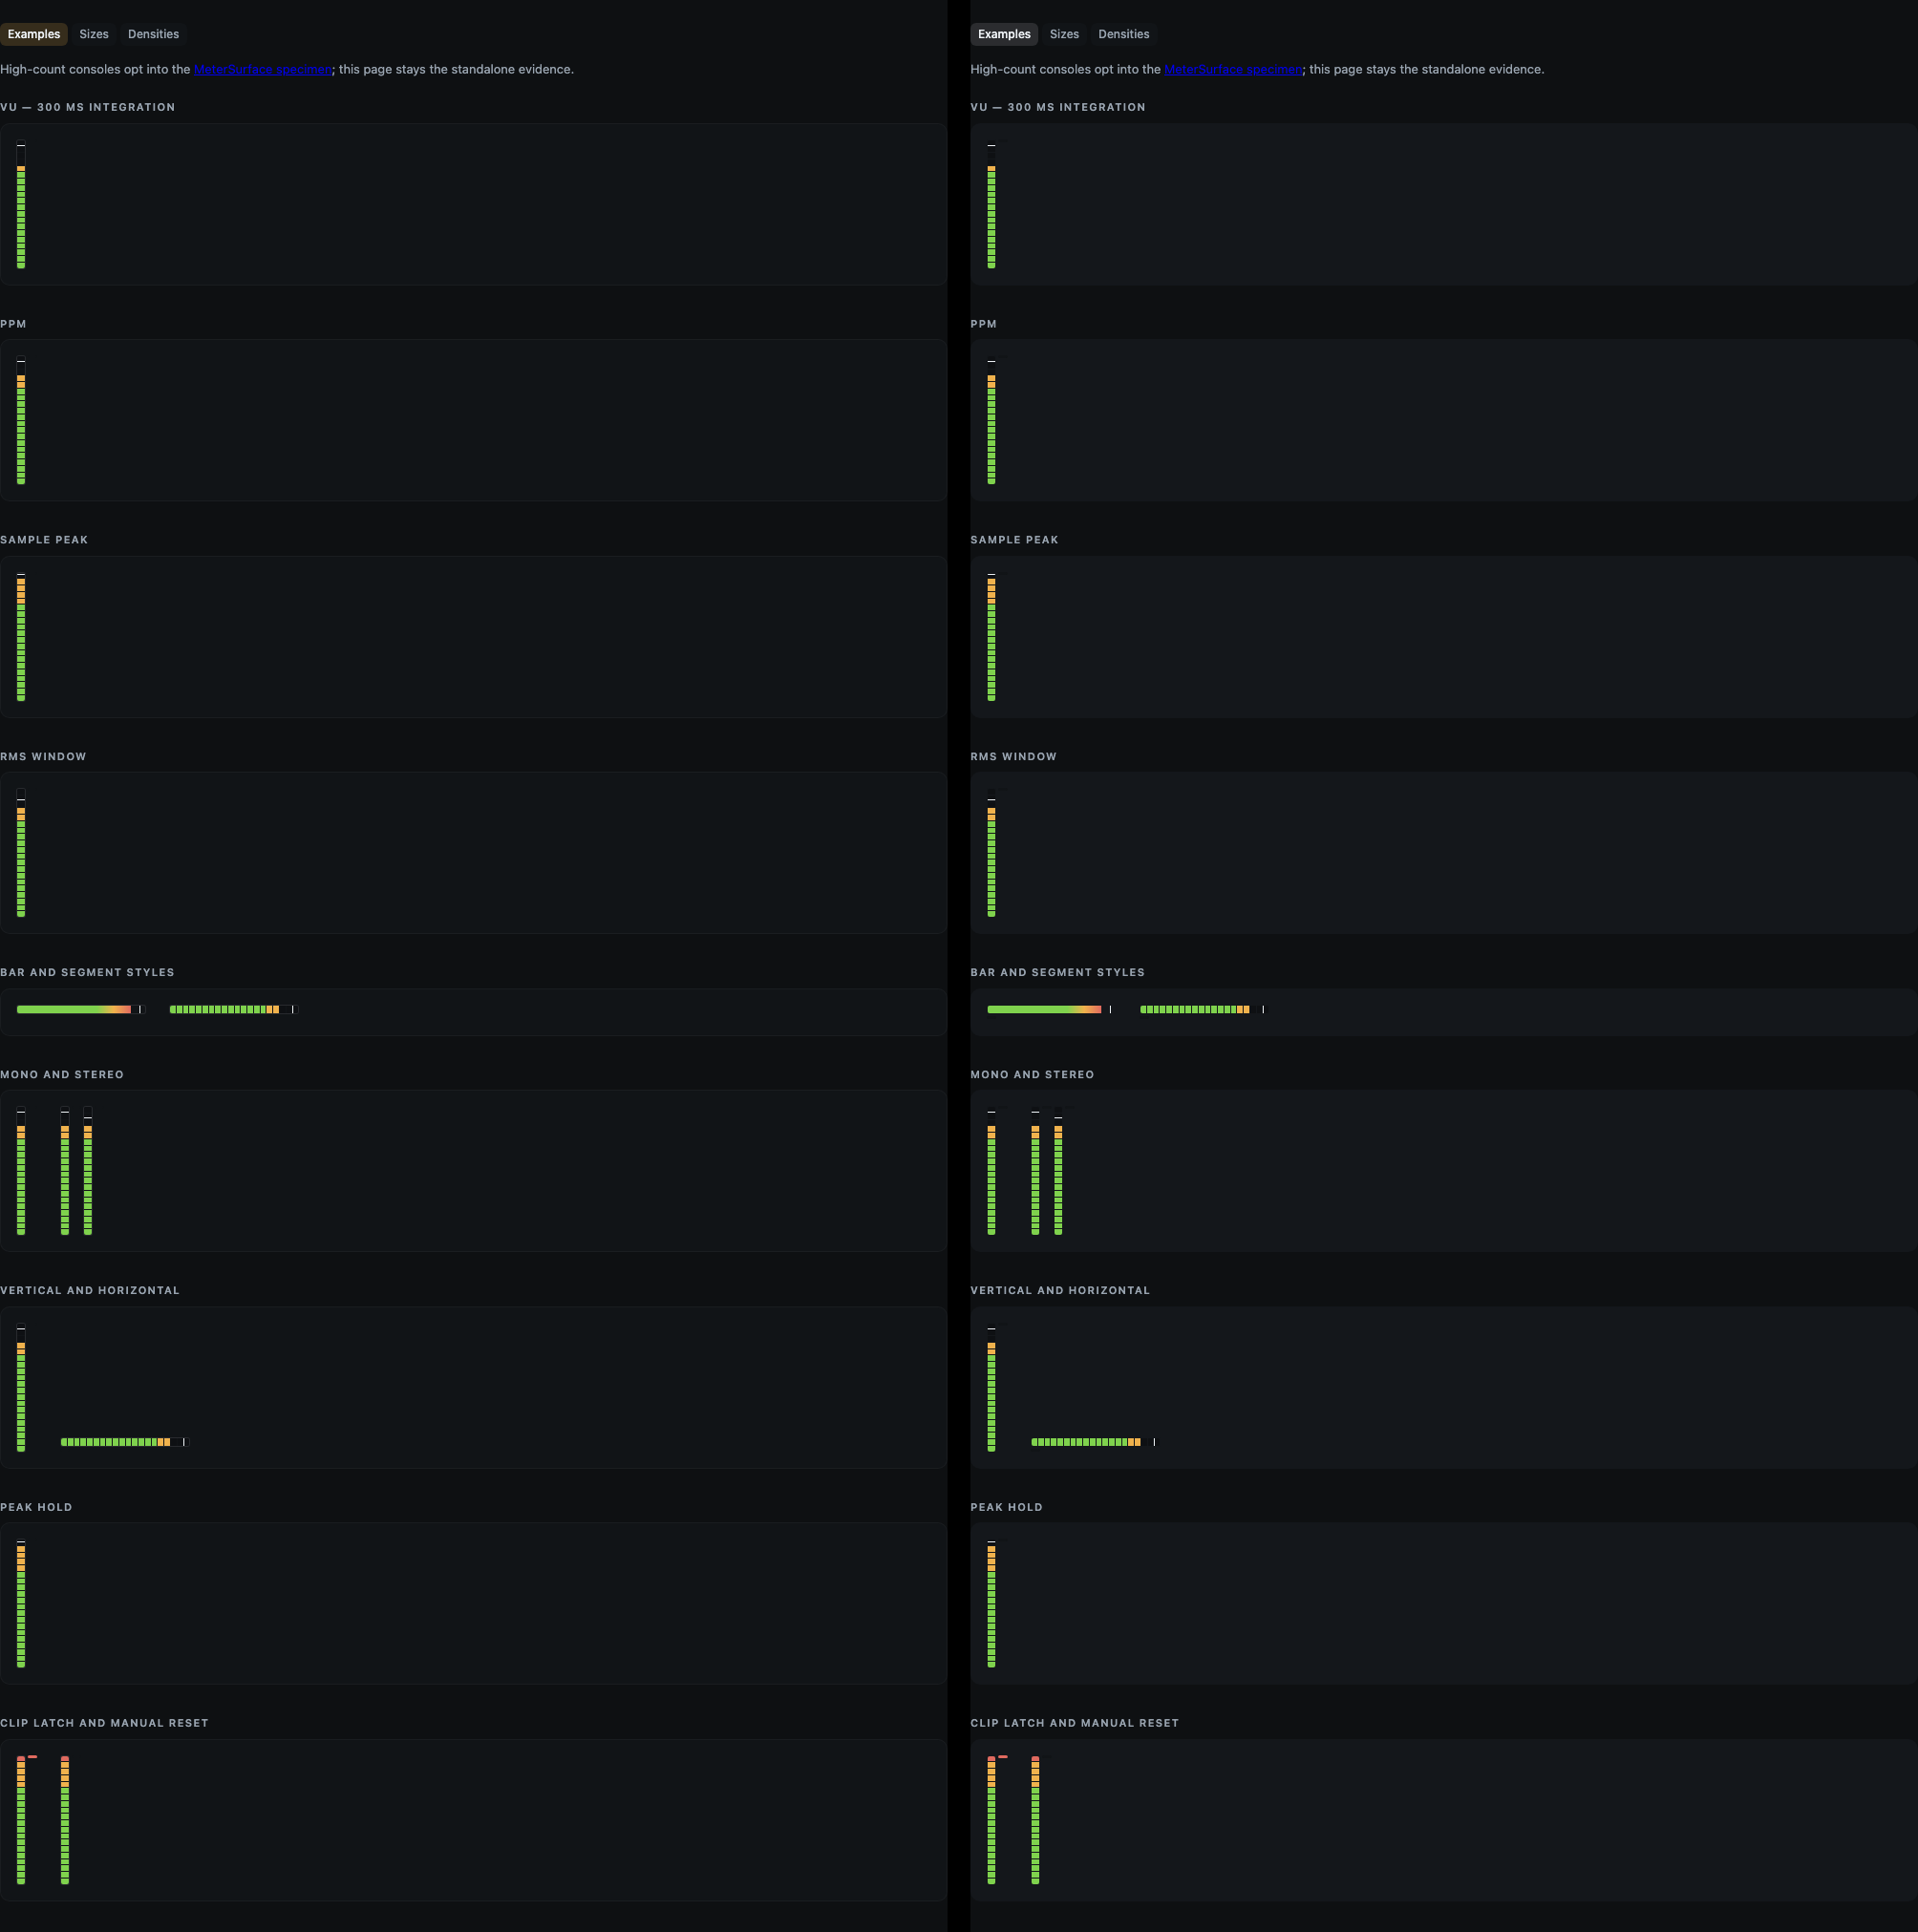 Examples Sizes Densities
High-count consoles opt into the MeterSurface specimen; this page stays the standalone evidence.
VU — 300 MS INTEGRATION
PPM
SAMPLE PEAK
RMS WINDOW
BAR AND SEGMENT STYLES
MONO AND STEREO
VERTICAL AND HORIZONTAL
PEAK HOLD
CLIP LATCH AND MANUAL RESET
Examples Sizes Densities
High-count consoles opt into the MeterSurface specimen; this page stays the standalone evidence.
VU — 300 MS INTEGRATION
PPM
SAMPLE PEAK
RMS WINDOW
BAR AND SEGMENT STYLES
MONO AND STEREO
VERTICAL AND HORIZONTAL
PEAK HOLD
CLIP LATCH AND MANUAL RESET